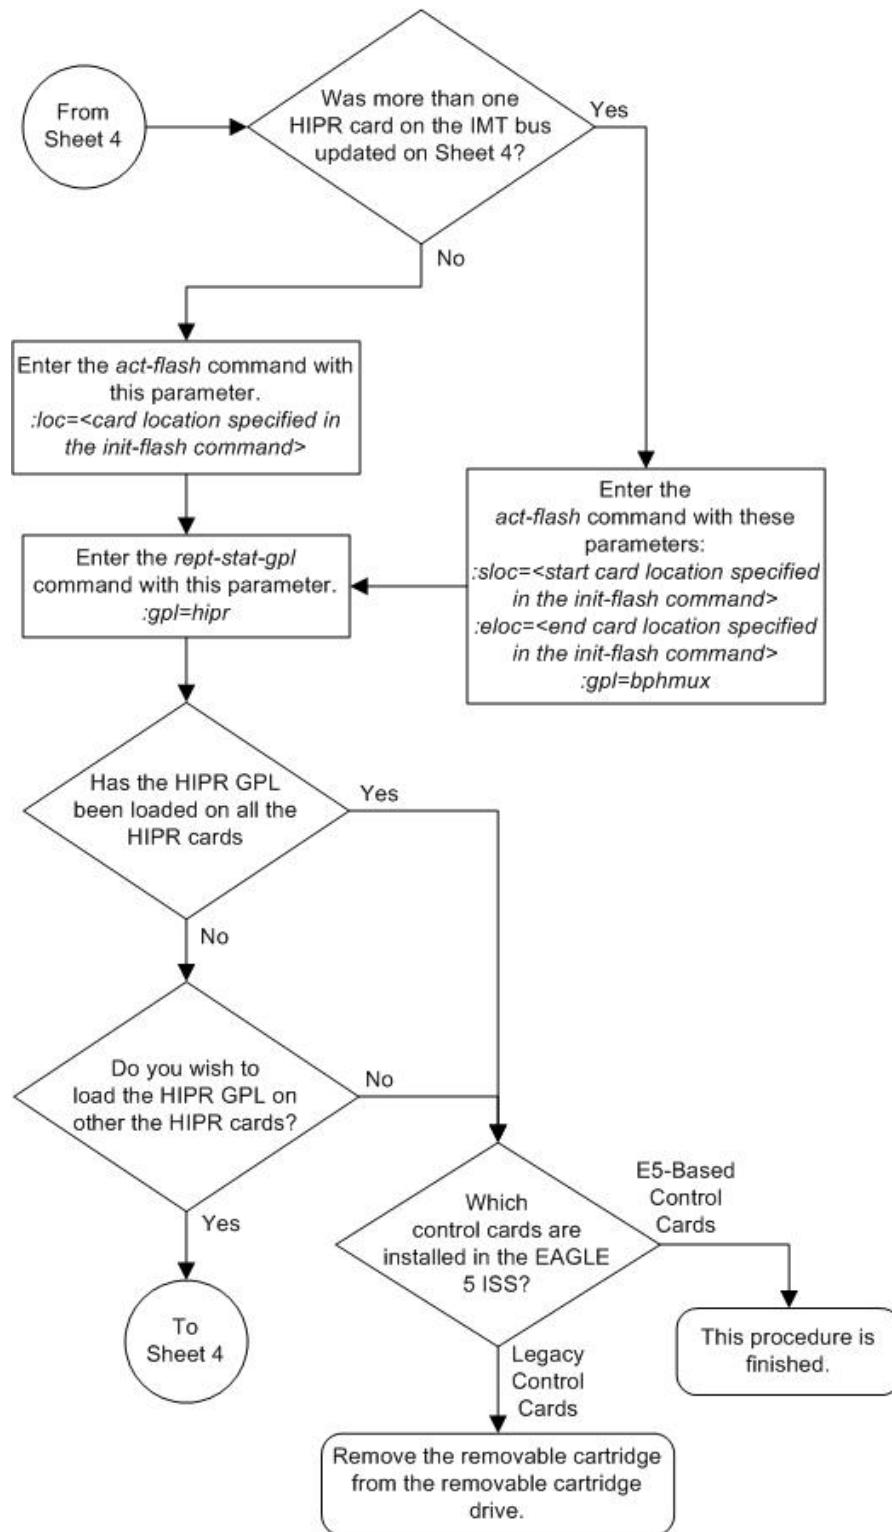 From
Sheet 4
Was more than one
HIPR card on the IMT bus
updated on Sheet 4?
Yes
No
Enter the act-flash command with
this parameter.
:loc=<card location specified in
the init-flash command>
Enter the
act-flash command with these
parameters:
:sloc=<start card location specified
in the init-flash command>
:eloc=<end card location specified
in the init-flash command>
:gpl=bphmux
Enter the rept-stat-gpl
command with this parameter.
:gpl=hipr
Has the HIPR GPL
been loaded on all the
HIPR cards
Yes
No
Do you wish to
load the HIPR GPL on
other the HIPR cards?
No
Yes
To
Sheet 4
Which
control cards are
installed in the EAGLE
5 ISS?
E5-Based
Control
Cards
This procedure is
finished.
Legacy
Control
Cards
Remove the removable cartridge
from the removable cartridge
drive.